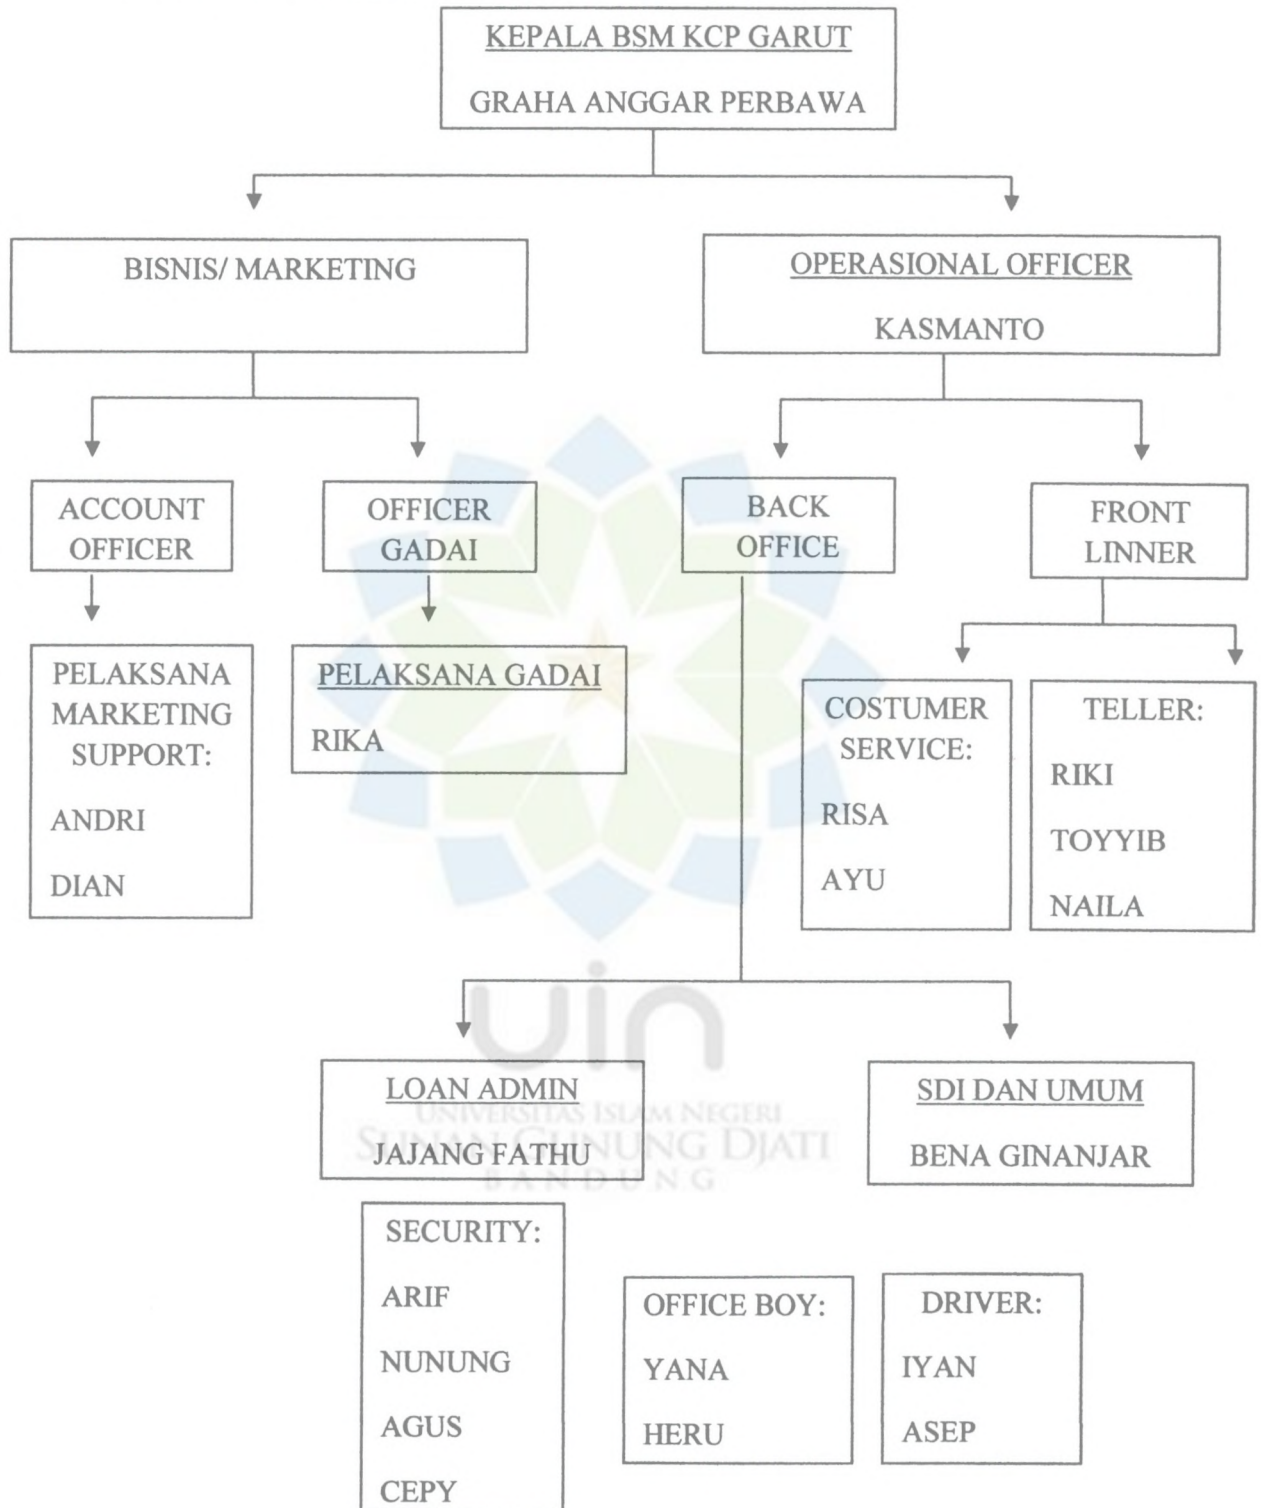 KEPALA BSM KCP GARUT
GRAHA ANGGAR PERBAWA
BISNIS/ MARKETING
OPERASIONAL OFFICER
KASMANTO
ACCOUNT
OFFICER
OFFICER
GADAI
BACK
OFFICE
FRONT
LINNER
PELAKSANA
MARKETING
SUPPORT:
ANDRI
DIAN
PELAKSANA GADAI
RIKA
COSTUMER
SERVICE:
RISA
AYU
TELLER:
RIKI
TOYYIB
NAILA
uin
UNIVERSITAS ISLAM NEGERI
SUNAN GUNUNG DJATI
BANDUNG
LOAN ADMIN
JAJANG FATHU
SDI DAN UMUM
BENA GINANJAR
SECURITY:
ARIF
NUNUNG
AGUS
CEPY
OFFICE BOY:
YANA
HERU
DRIVER:
IYAN
ASEP